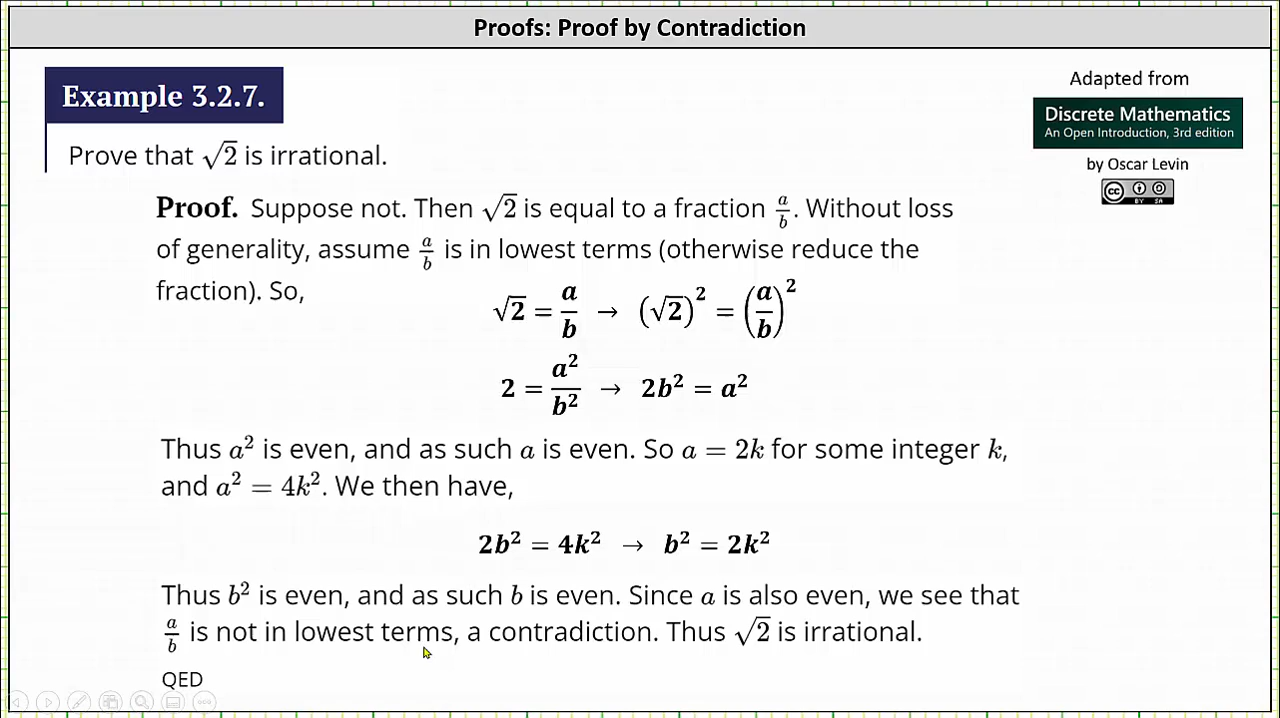 Proofs: Proof by Contradiction
Example 3.2.7.
Adapted from
Discrete Mathematics
An Open Introduction, 3rd edition
by Oscar Levin
cc BY SA
Prove that √2 is irrational.
Proof. Suppose not. Then √2 is equal to a fraction a/b. Without loss
of generality, assume a/b is in lowest terms (otherwise reduce the
fraction). So,
√2 = a/b → (√2)² = (a/b)²
2 = a²/b² → 2b² = a²
Thus a² is even, and as such a is even. So a = 2k for some integer k,
and a² = 4k². We then have,
2b² = 4k² → b² = 2k²
Thus b² is even, and as such b is even. Since a is also even, we see that
a/b is not in lowest terms, a contradiction. Thus √2 is irrational.
QED